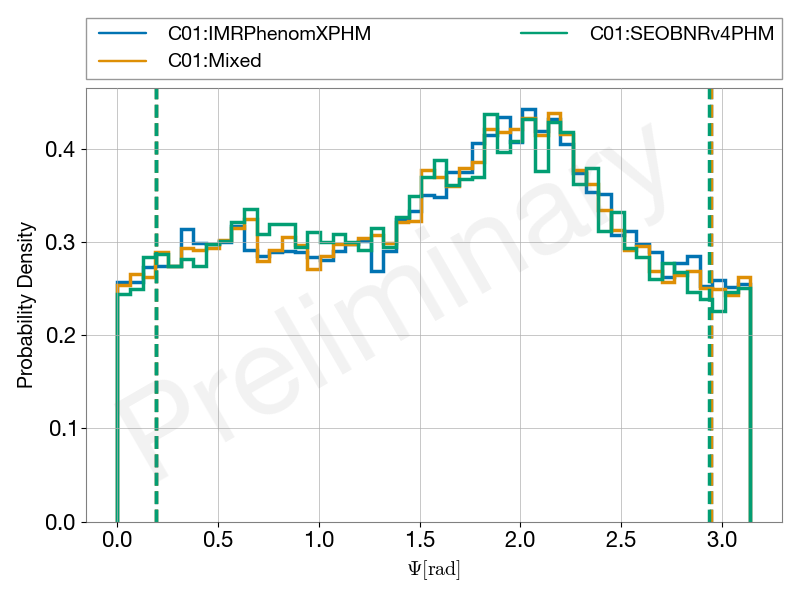 C01:IMRPhenomXPHM
C01:Mixed
C01:SEOBNRv4PHM
Probability Density
0.4
0.3
0.2
0.1
0.0
0.0 0.5 1.0 1.5 2.0 2.5 3.0
Ψ[rad]
Preliminary